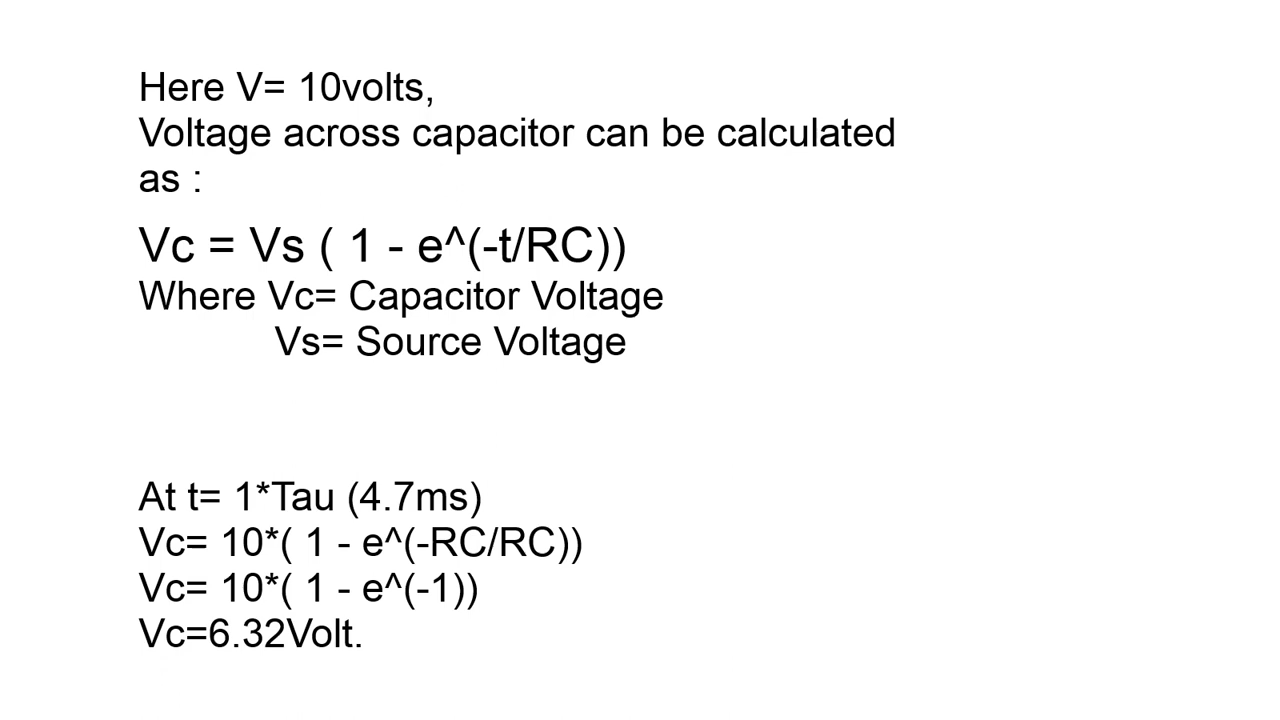 Here V= 10volts,
Voltage across capacitor can be calculated
as :
Vc = Vs ( 1 - e^(-t/RC))
Where Vc= Capacitor Voltage
Vs= Source Voltage
At t= 1*Tau (4.7ms)
Vc= 10*( 1 - e^(-RC/RC))
Vc= 10*( 1 - e^(-1))
Vc=6.32Volt.